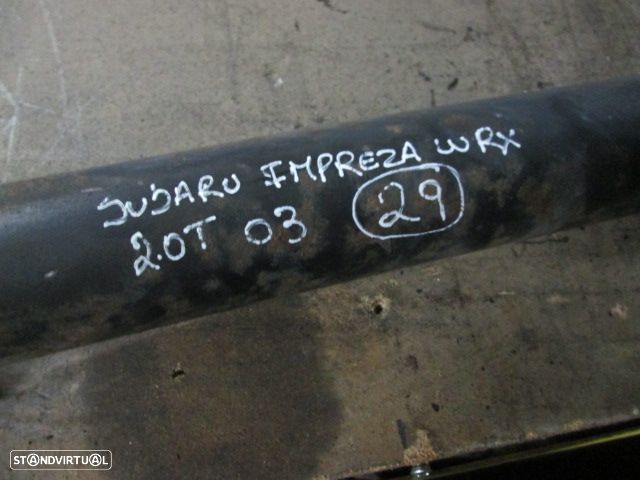 SUBARU IMPREZA WRX
2.0T 03 29
STANDVIRTUAL